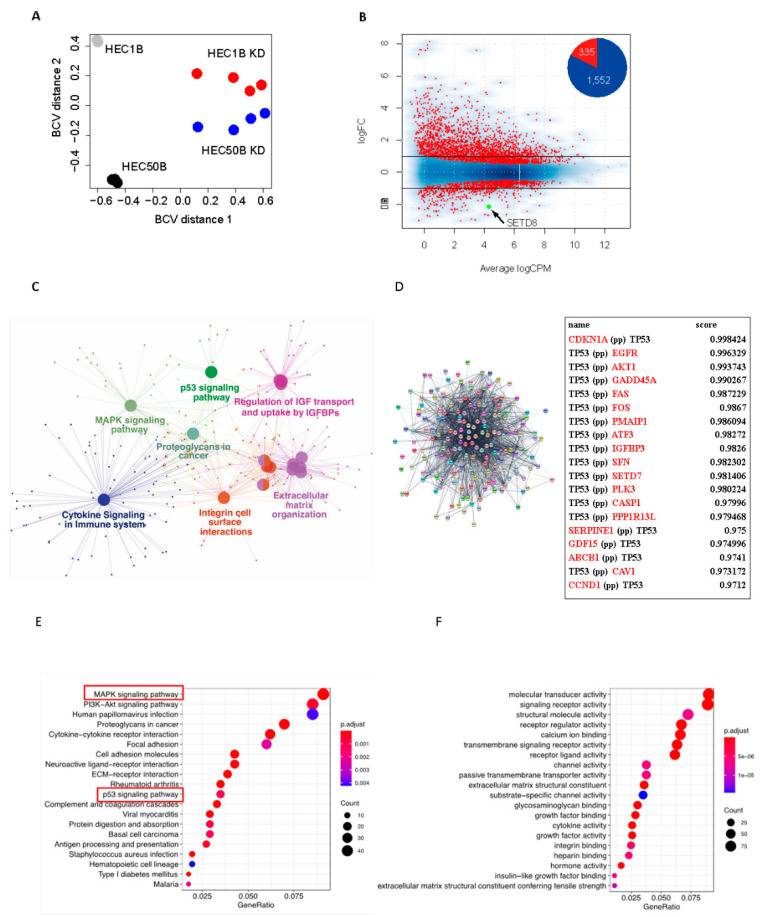 A
HEC1B
HEC1B KD
HEC50B KD
HEC50B
BCV distance 2
0.4
0.2
0.0
−0.2
−0.4
−0.6 −0.4 −0.2 0.0 0.2 0.4 0.6
BCV distance 1
B
335
1,552
logFC
8
6
4
2
0
SETD8
0 2 4 6 8 10 12
Average logCPM
C
p53 signaling
pathway
Regulation of IGF transport
and uptake by IGFBPs
MAPK signaling
pathway
Proteoglycans in
cancer
Cytokine Signaling
in Immune system
Integrin cell
surface
interactions
Extracellular
matrix
organization
D
name score
CDKN1A (pp) TP53 0.998424
TP53 (pp) EGFR 0.996329
TP53 (pp) AKT1 0.993743
TP53 (pp) GADD45A 0.990267
TP53 (pp) FAS 0.987229
TP53 (pp) FOS 0.9867
TP53 (pp) PMAIP1 0.986094
TP53 (pp) ATF3 0.98272
TP53 (pp) IGFBP3 0.9826
TP53 (pp) SFN 0.982302
TP53 (pp) SETD7 0.981406
TP53 (pp) PLK3 0.980224
TP53 (pp) CASP1 0.97996
TP53 (pp) PPP1R13L 0.979468
SERPINE1 (pp) TP53 0.975
GDF15 (pp) TP53 0.974996
ABCB1 (pp) TP53 0.9741
TP53 (pp) CAV1 0.973172
CCND1 (pp) TP53 0.9712
E
MAPK signaling pathway
PI3K−Akt signaling pathway
Human papillomavirus infection
Proteoglycans in cancer
Cytokine−cytokine receptor interaction
Focal adhesion
Cell adhesion molecules
Neuroactive ligand−receptor interaction
ECM−receptor interaction
Rheumatoid arthritis
p53 signaling pathway
Complement and coagulation cascades
Viral myocarditis
Protein digestion and absorption
Basal cell carcinoma
Antigen processing and presentation
Staphylococcus aureus infection
Hematopoietic cell lineage
Type I diabetes mellitus
Malaria
0.025 0.050 0.075
GeneRatio
p.adjust
0.001
0.002
0.003
0.004
Count
10
20
30
40
F
molecular transducer activity
signaling receptor activity
structural molecule activity
receptor regulator activity
calcium ion binding
transmembrane signaling receptor activity
receptor ligand activity
channel activity
passive transmembrane transporter activity
extracellular matrix structural constituent
substrate−specific channel activity
glycosaminoglycan binding
growth factor binding
cytokine activity
growth factor activity
integrin binding
heparin binding
hormone activity
insulin−like growth factor binding
extracellular matrix structural constituent conferring tensile strength
0.025 0.050 0.075
GeneRatio
p.adjust
5e−06
1e−05
Count
25
50
75